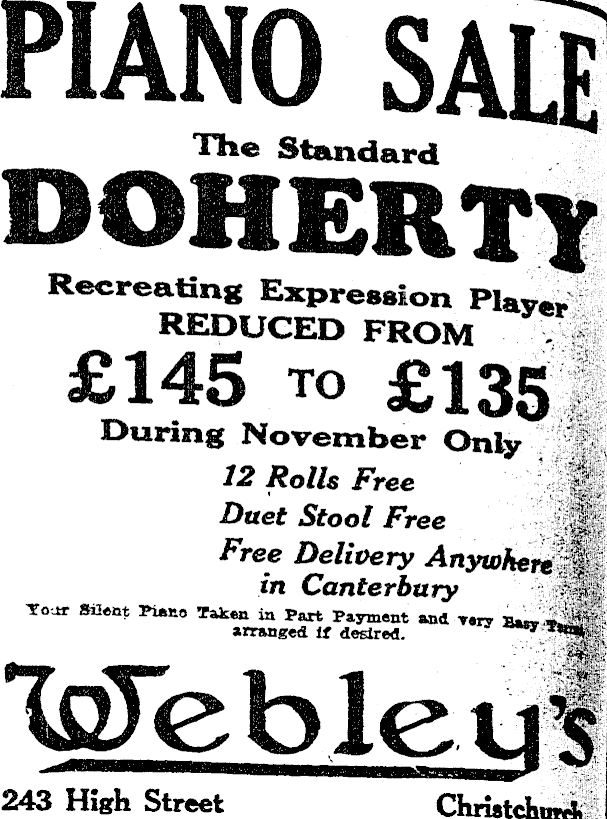 PIANO SALE
The Standard
DOHERTY
Recreating Expression Player
REDUCED FROM
£145 TO £135
During November Only
12 Rolls Free
Duet Stool Free
Free Delivery Anywhere
in Canterbury
Your Silent Piano Taken in Part Payment and very Easy Terms
arranged if desired.
Webley's
243 High Street Christchurch